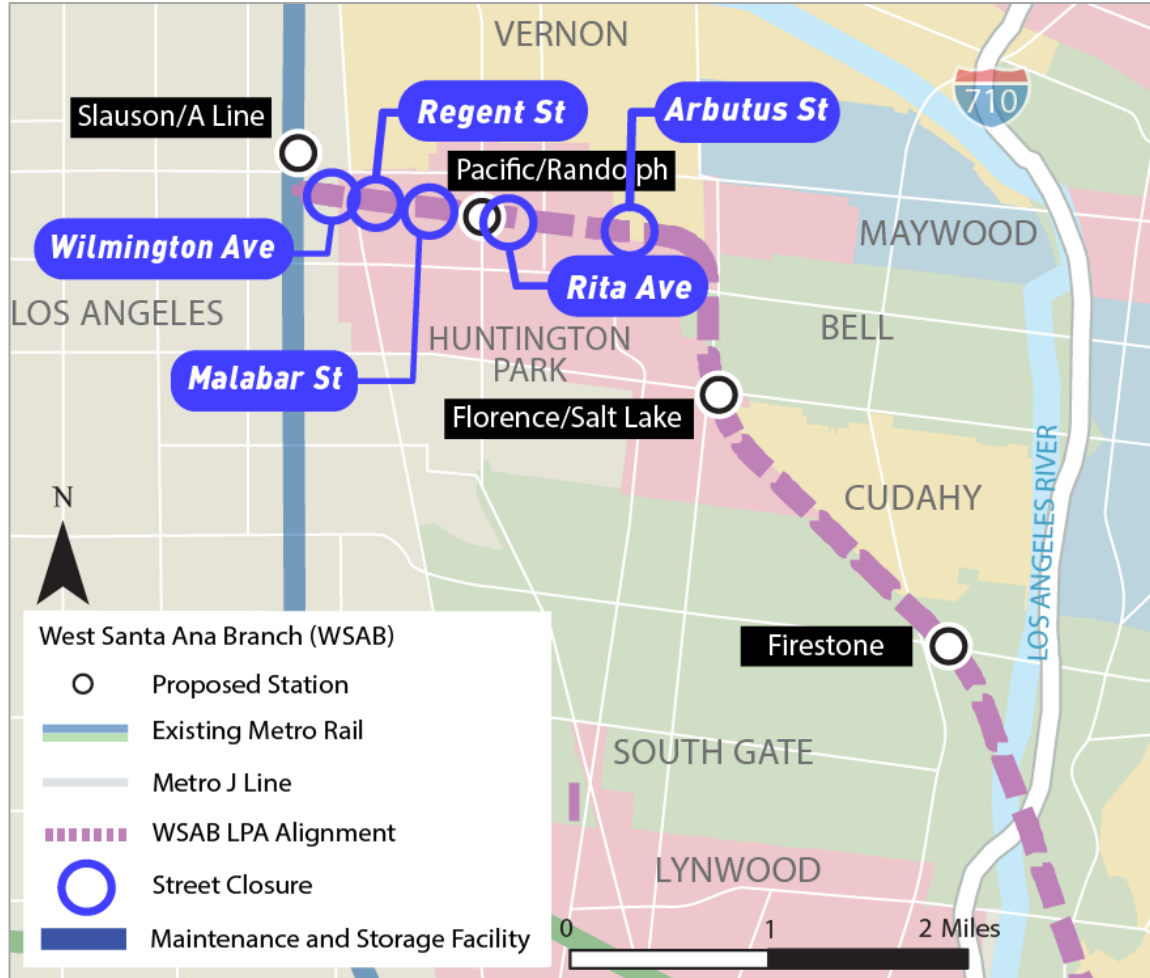 VERNON
Regent St
Arbutus St
710
Slauson/A Line
Pacific/Randolph
Wilmington Ave
MAYWOOD
Rita Ave
LOS ANGELES
HUNTINGTON
PARK
BELL
Malabar St
Florence/Salt Lake
CUDAHY
LOS ANGELES RIVER
N
Firestone
SOUTH GATE
LYNWOOD
West Santa Ana Branch (WSAB)
Proposed Station
Existing Metro Rail
Metro J Line
WSAB LPA Alignment
Street Closure
Maintenance and Storage Facility
0 1 2 Miles